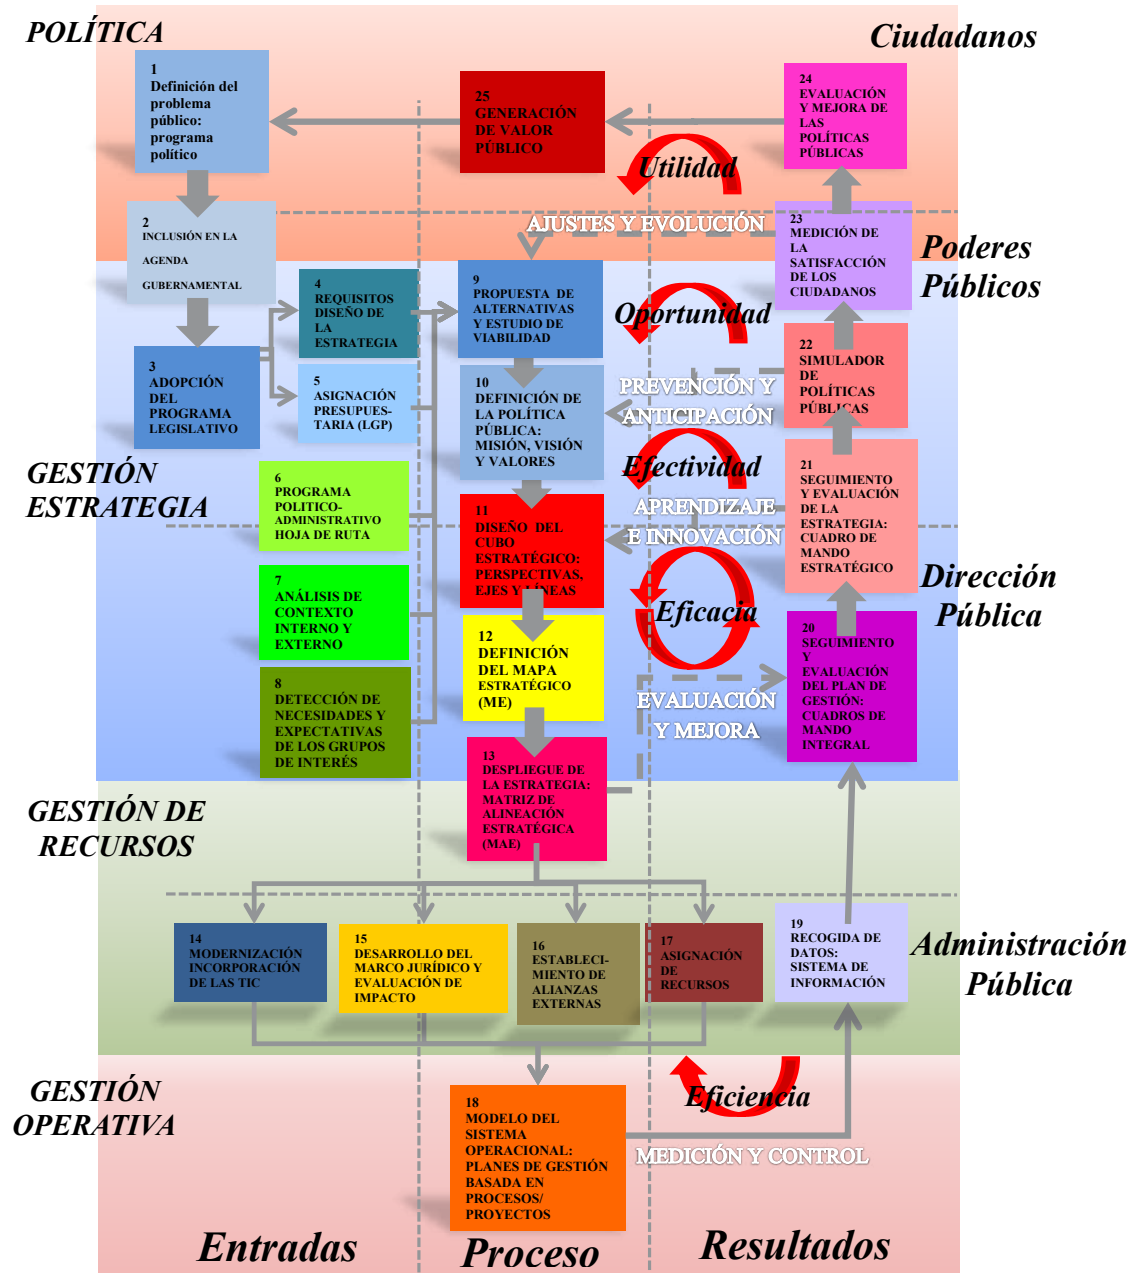 POLÍTICA
Ciudadanos
1
Definición del
problema
público:
programa
político
25
GENERACIÓN
DE VALOR
PÚBLICO
24
EVALUACIÓN
Y MEJORA DE
LAS
POLÍTICAS
PÚBLICAS
Utilidad
2
INCLUSIÓN EN LA
AGENDA
GUBERNAMENTAL
AJUSTES Y EVOLUCIÓN
23
MEDICIÓN DE
LA
SATISFACCIÓN
DE LOS
CIUDADANOS
Poderes
Públicos
4
REQUISITOS
DISEÑO DE
LA
ESTRATEGIA
9
PROPUESTA DE
ALTERNATIVAS
Y ESTUDIO DE
VIABILIDAD
Oportunidad
3
ADOPCIÓN
DEL
PROGRAMA
LEGISLATIVO
5
ASIGNACIÓN
PRESUPUES-
TARIA (LGP)
10
DEFINICIÓN DE
LA POLÍTICA
PÚBLICA:
MISIÓN, VISIÓN
Y VALORES
PREVENCIÓN Y
ANTICIPACIÓN
22
SIMULADOR
DE
POLÍTICAS
PÚBLICAS
GESTIÓN
ESTRATEGIA
6
PROGRAMA
POLITICO-
ADMINISTRATIVO
HOJA DE RUTA
Efectividad
11
DISEÑO DEL
CUBO
ESTRATÉGICO:
PERSPECTIVAS,
EJES Y LÍNEAS
APRENDIZAJE
E INNOVACIÓN
21
SEGUIMIENTO
Y EVALUACIÓN
DE LA
ESTRATEGIA:
CUADRO DE
MANDO
ESTRATÉGICO
Dirección
Pública
7
ANÁLISIS DE
CONTEXTO
INTERNO Y
EXTERNO
Eficacia
12
DEFINICIÓN
DEL MAPA
ESTRATÉGICO
(ME)
20
SEGUIMIENTO
Y
EVALUACIÓN
DEL PLAN DE
GESTIÓN:
CUADROS DE
MANDO
INTEGRAL
8
DETECCIÓN DE
NECESIDADES Y
EXPECTATIVAS
DE LOS GRUPOS
DE INTERÉS
EVALUACIÓN
Y MEJORA
13
DESPLIEGUE DE
LA ESTRATEGIA:
MATRIZ DE
ALINEACIÓN
ESTRATÉGICA
(MAE)
GESTIÓN DE
RECURSOS
14
MODERNIZACIÓN
INCORPORACIÓN
DE LAS TIC
15
DESARROLLO DEL
MARCO JURÍDICO Y
EVALUACIÓN DE
IMPACTO
16
ESTABLECI-
MIENTO DE
ALIANZAS
EXTERNAS
17
ASIGNACIÓN
DE
RECURSOS
19
RECOGIDA DE
DATOS:
SISTEMA DE
INFORMACIÓN
Administración
Pública
GESTIÓN
OPERATIVA
18
MODELO DEL
SISTEMA
OPERACIONAL:
PLANES DE GESTIÓN
BASADA EN
PROCESOS/
PROYECTOS
Eficiencia
MEDICIÓN Y CONTROL
Entradas
Proceso
Resultados